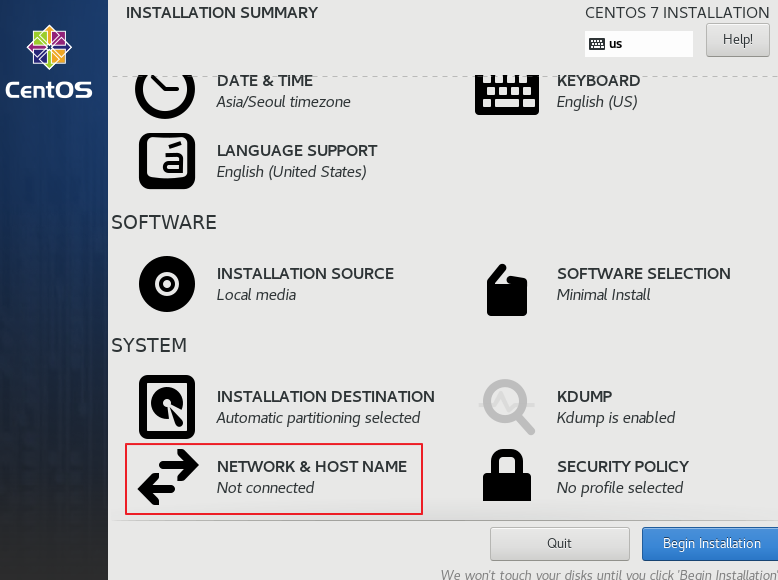 INSTALLATION SUMMARY
CENTOS 7 INSTALLATION
us
Help!
CentOS
DATE & TIME
Asia/Seoul timezone
KEYBOARD
English (US)
LANGUAGE SUPPORT
English (United States)
SOFTWARE
INSTALLATION SOURCE
Local media
SOFTWARE SELECTION
Minimal Install
SYSTEM
INSTALLATION DESTINATION
Automatic partitioning selected
KDUMP
Kdump is enabled
NETWORK & HOST NAME
Not connected
SECURITY POLICY
No profile selected
Quit
Begin Installation
We won't touch your disks until you click 'Begin Installation'